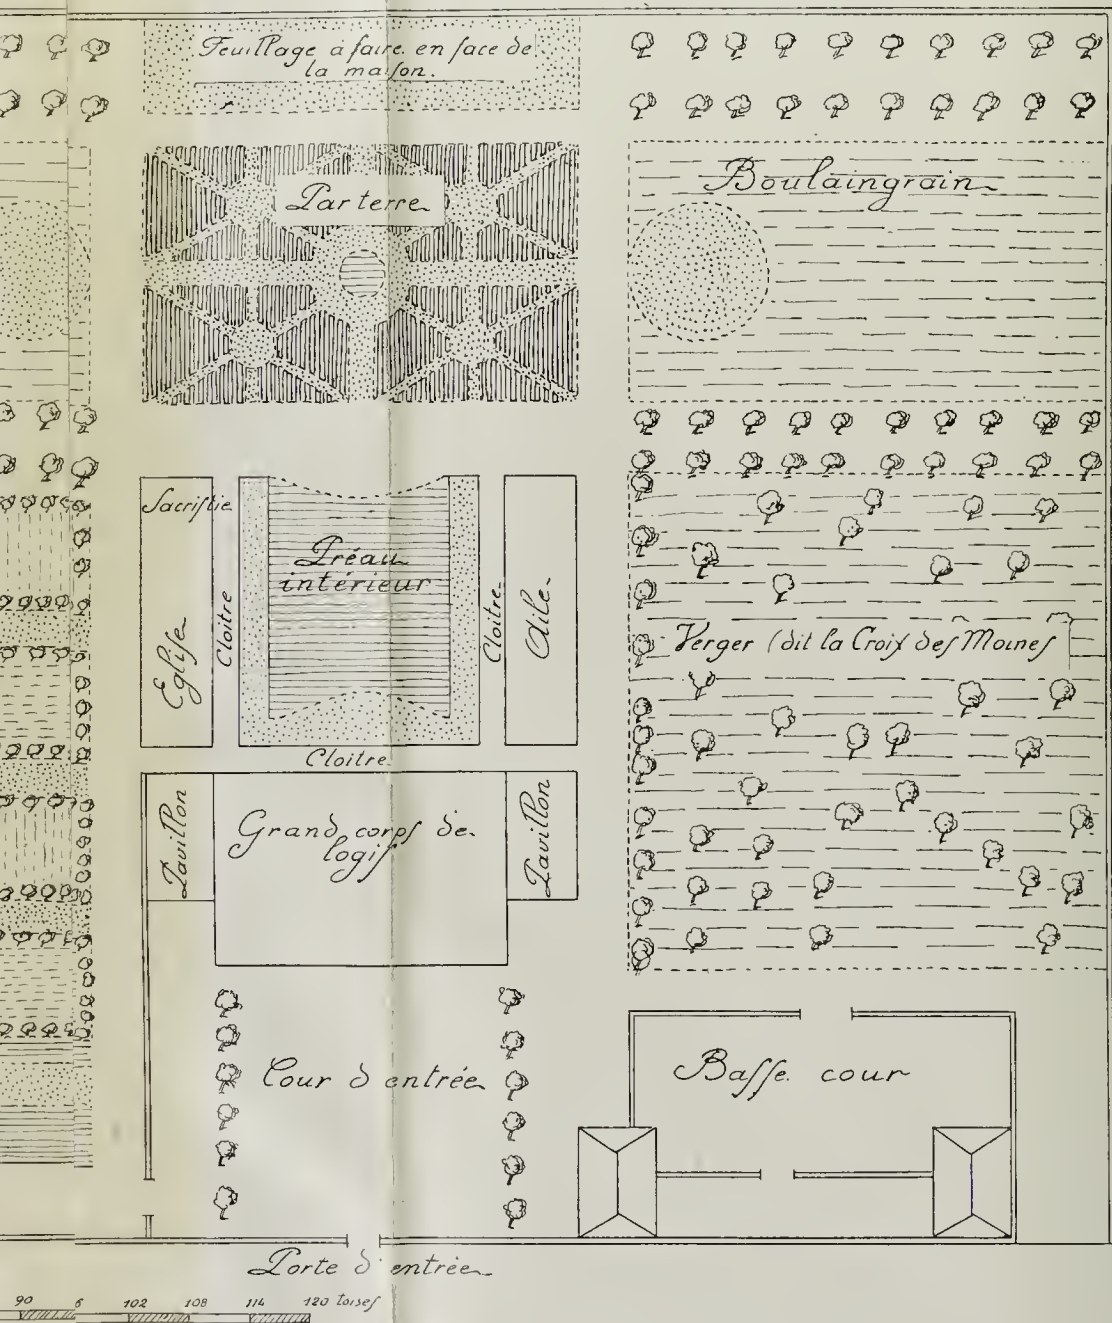 Feuillage à faire en face de
la maiſon.
Parterre
Boulaingrain
Sacriſtie
Egliſe
Cloitre
Préau
intérieur
Cloitre
Aile
Verger (dit la Croix deſ Moineſ
Cloitre
Pavillon
Grand corpſ de
logiſ
Pavillon
Cour d'entrée
Baſſe cour
Porte d'entrée
90 6 102 108 114 120 toiſeſ